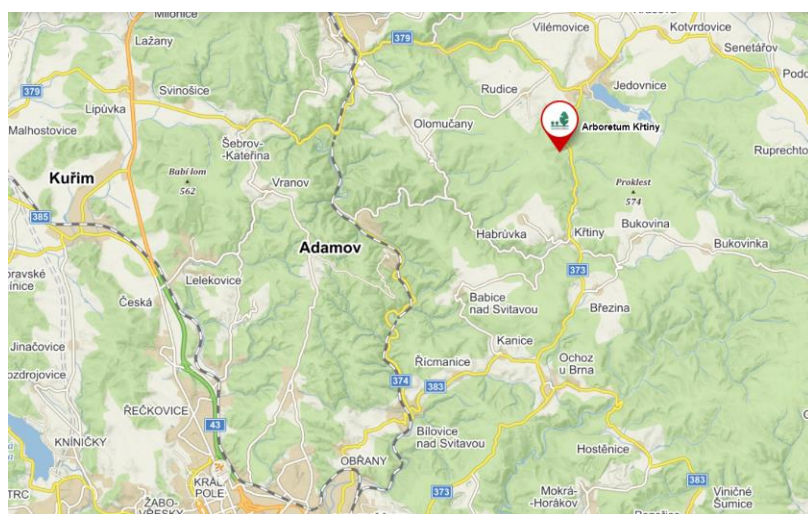 Milonice
Vilémovice
Kotvrdovice
Lažany
379
Senetářov
379
Svinošice
Rudice
Jedovnice
Lipůvka
Malhostovice
Olomučany
Arboretum Křtiny
Šebrov-
-Kateřina
Ruprechto
Kuřim
Babí lom
562
Vranov
Proklest
574
385
Adamov
Habrůvka
Křtiny
Bukovina
Bukovinka
373
Lelekovice
Česká
Babice
nad Svitavou
Březina
Jinačovice
Kanice
ozdrojovice
Řícmanice
Ochoz
u Brna
374
383
ŘEČKOVICE
43
Bílovice
nad Svitavou
KNÍNIČKY
Hostěnice
OBŘANY
KRÁL.
POLE
373
383
TRC
ŽABO-
VŘESKY
Mokrá-
-Horákov
Viničné
Šumice